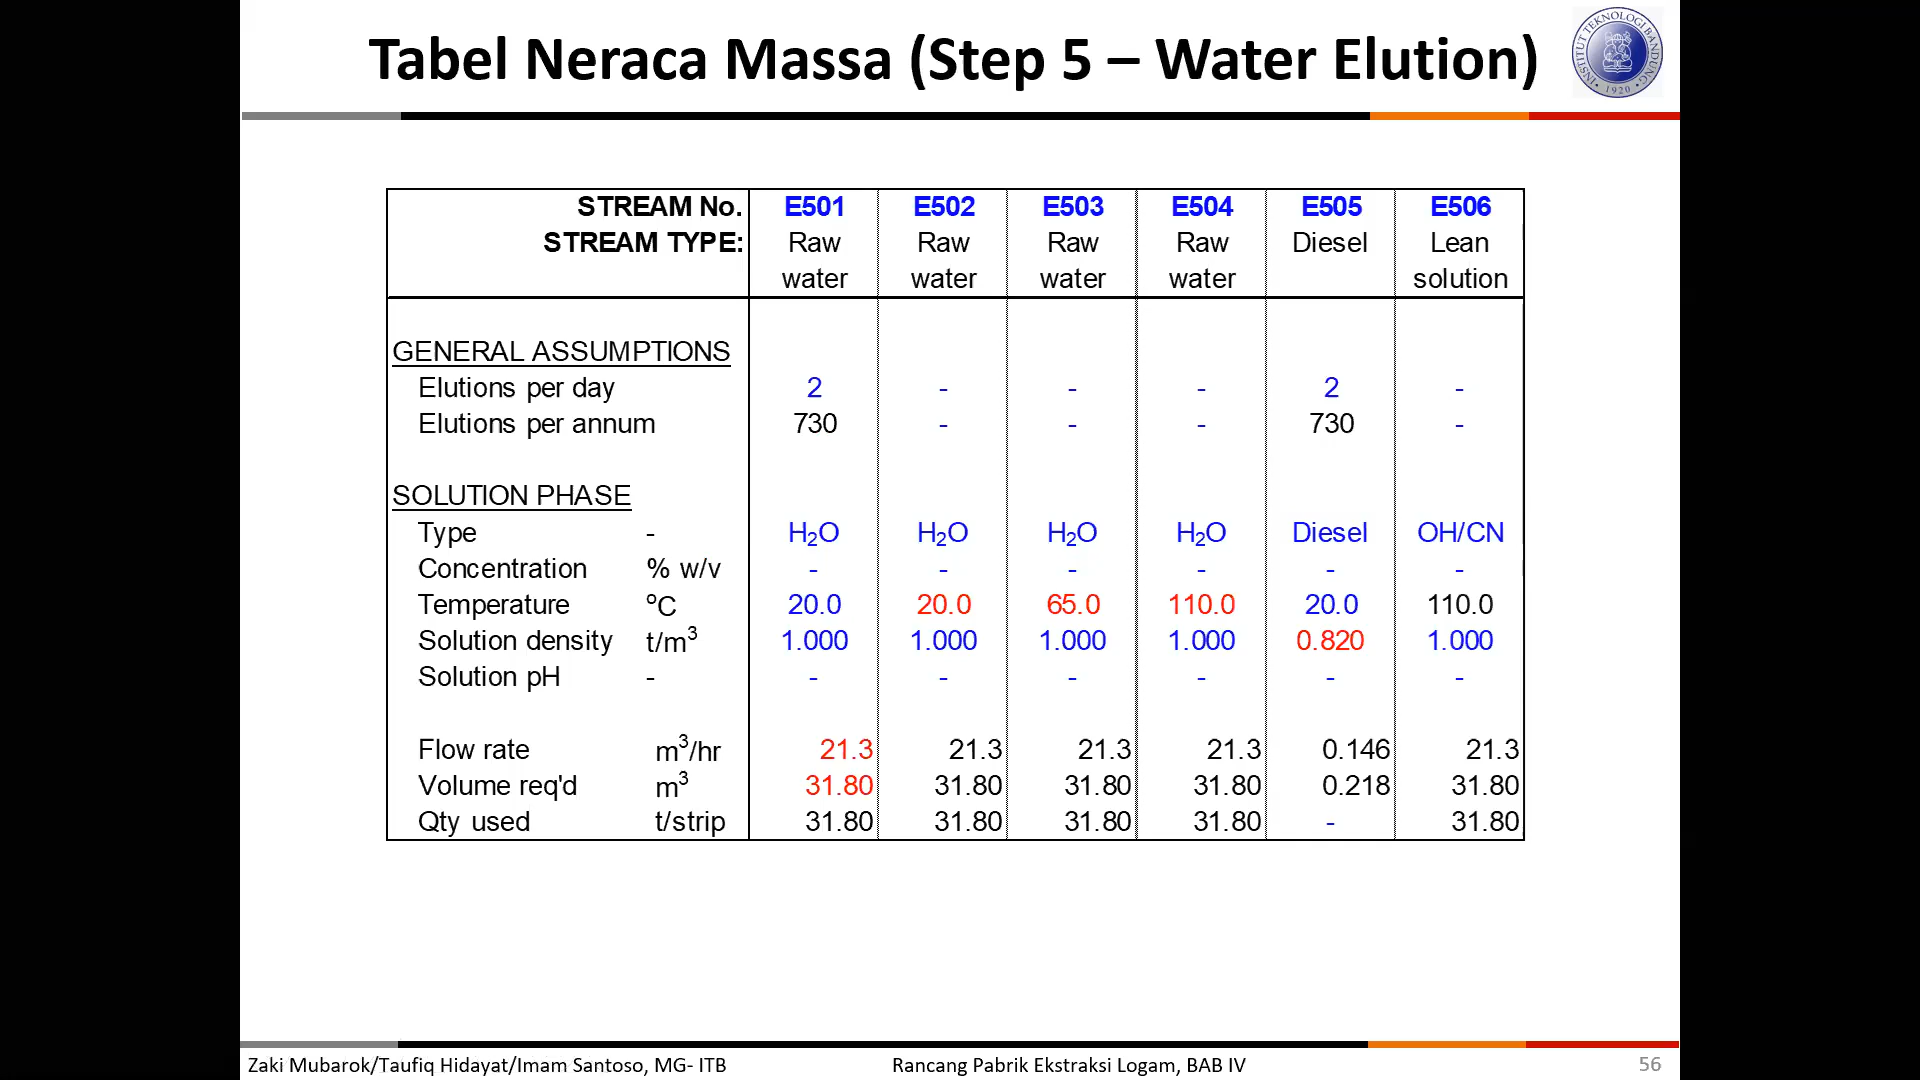 Tabel Neraca Massa (Step 5 – Water Elution)
INSTITUT TEKNOLOGI BANDUNG
• 1920 •
STREAM No. E501 E502 E503 E504 E505 E506
STREAM TYPE: Raw Raw Raw Raw Diesel Lean
water water water water solution
GENERAL ASSUMPTIONS
Elutions per day 2 - - - 2 -
Elutions per annum 730 - - - 730 -
SOLUTION PHASE
Type - H₂O H₂O H₂O H₂O Diesel OH/CN
Concentration % w/v - - - - - -
Temperature ºC 20.0 20.0 65.0 110.0 20.0 110.0
Solution density t/m³ 1.000 1.000 1.000 1.000 0.820 1.000
Solution pH - - - - - - -
Flow rate m³/hr 21.3 21.3 21.3 21.3 0.146 21.3
Volume req'd m³ 31.80 31.80 31.80 31.80 0.218 31.80
Qty used t/strip 31.80 31.80 31.80 31.80 - 31.80
Zaki Mubarok/Taufiq Hidayat/Imam Santoso, MG- ITB Rancang Pabrik Ekstraksi Logam, BAB IV 56